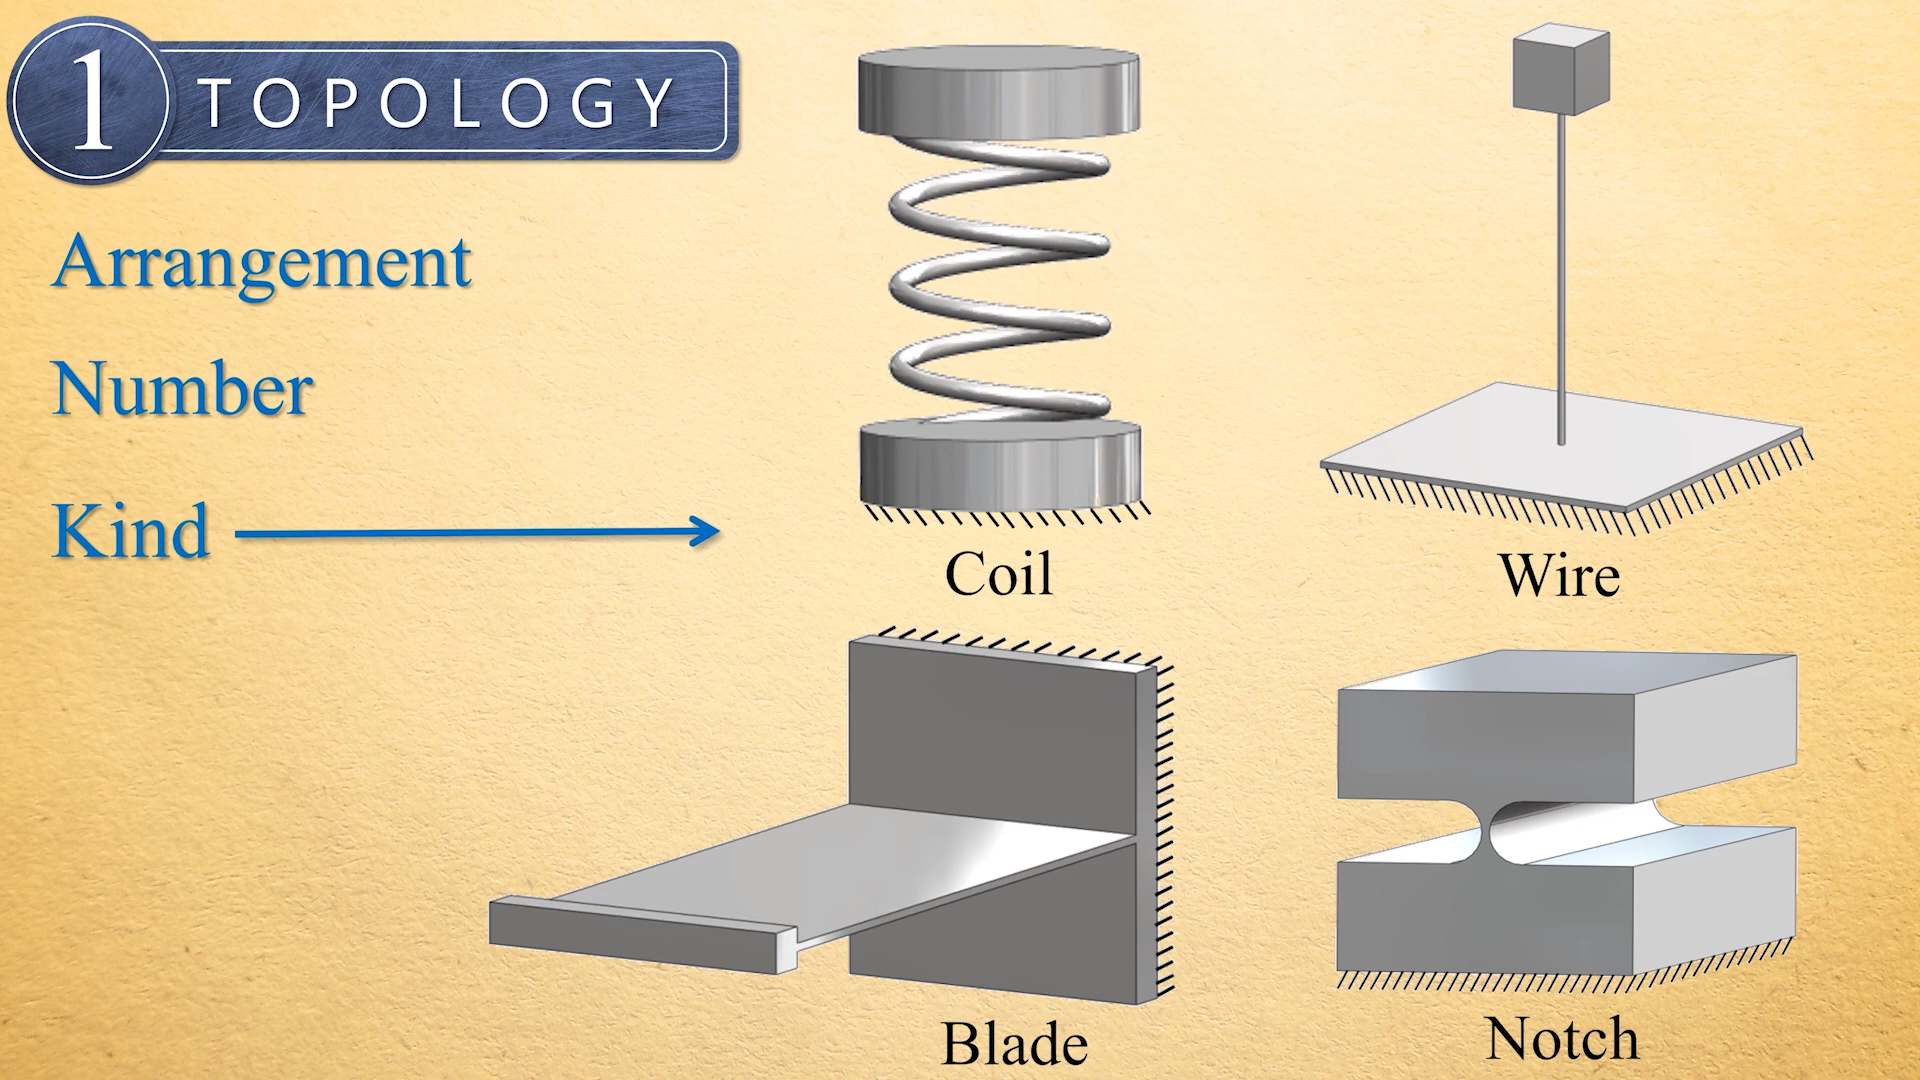 1 TOPOLOGY
Arrangement
Number
Kind
Coil
Wire
Blade
Notch